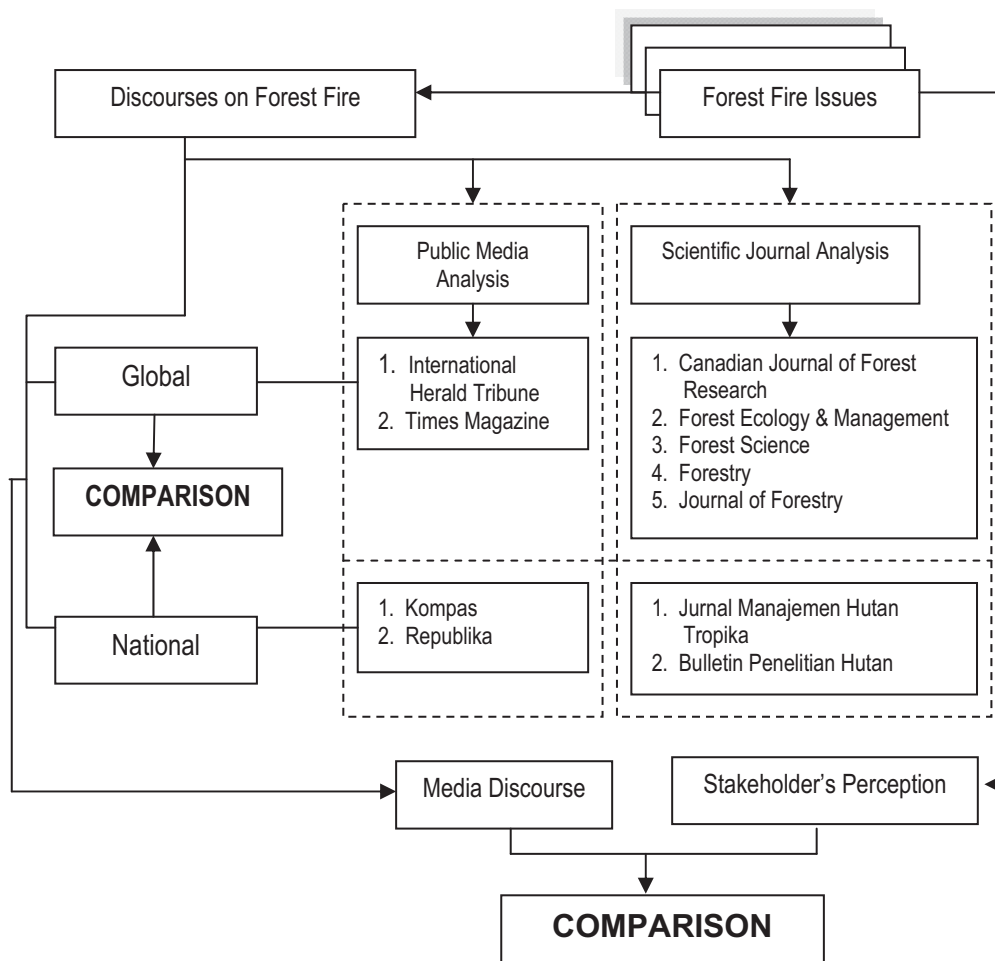 Discourses on Forest Fire
Forest Fire Issues
Public Media
Analysis
Scientific Journal Analysis
Global
1. International
Herald Tribune
2. Times Magazine
1. Canadian Journal of Forest
Research
2. Forest Ecology & Management
3. Forest Science
4. Forestry
5. Journal of Forestry
COMPARISON
National
1. Kompas
2. Republika
1. Jurnal Manajemen Hutan
Tropika
2. Bulletin Penelitian Hutan
Media Discourse
Stakeholder’s Perception
COMPARISON